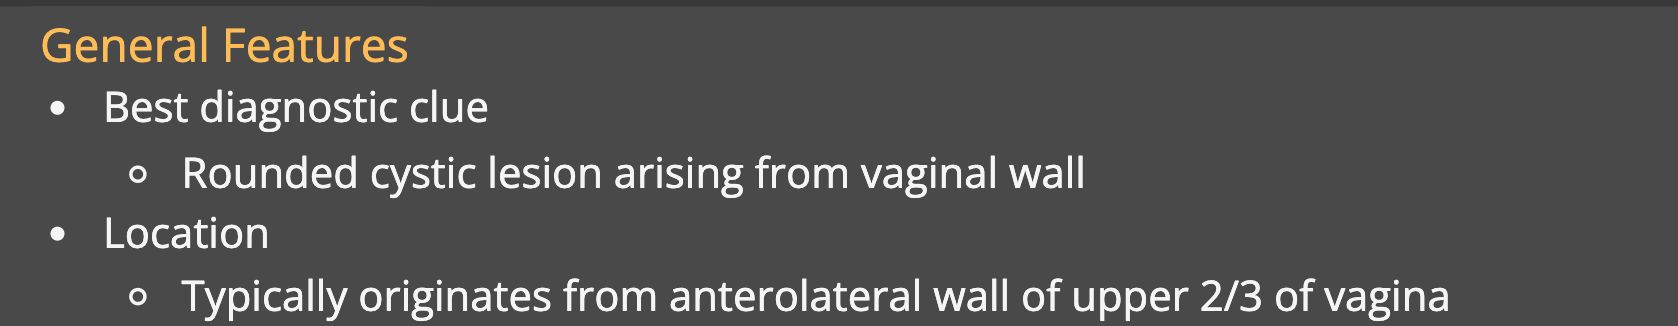 General Features
• Best diagnostic clue
○ Rounded cystic lesion arising from vaginal wall
• Location
○ Typically originates from anterolateral wall of upper 2/3 of vagina